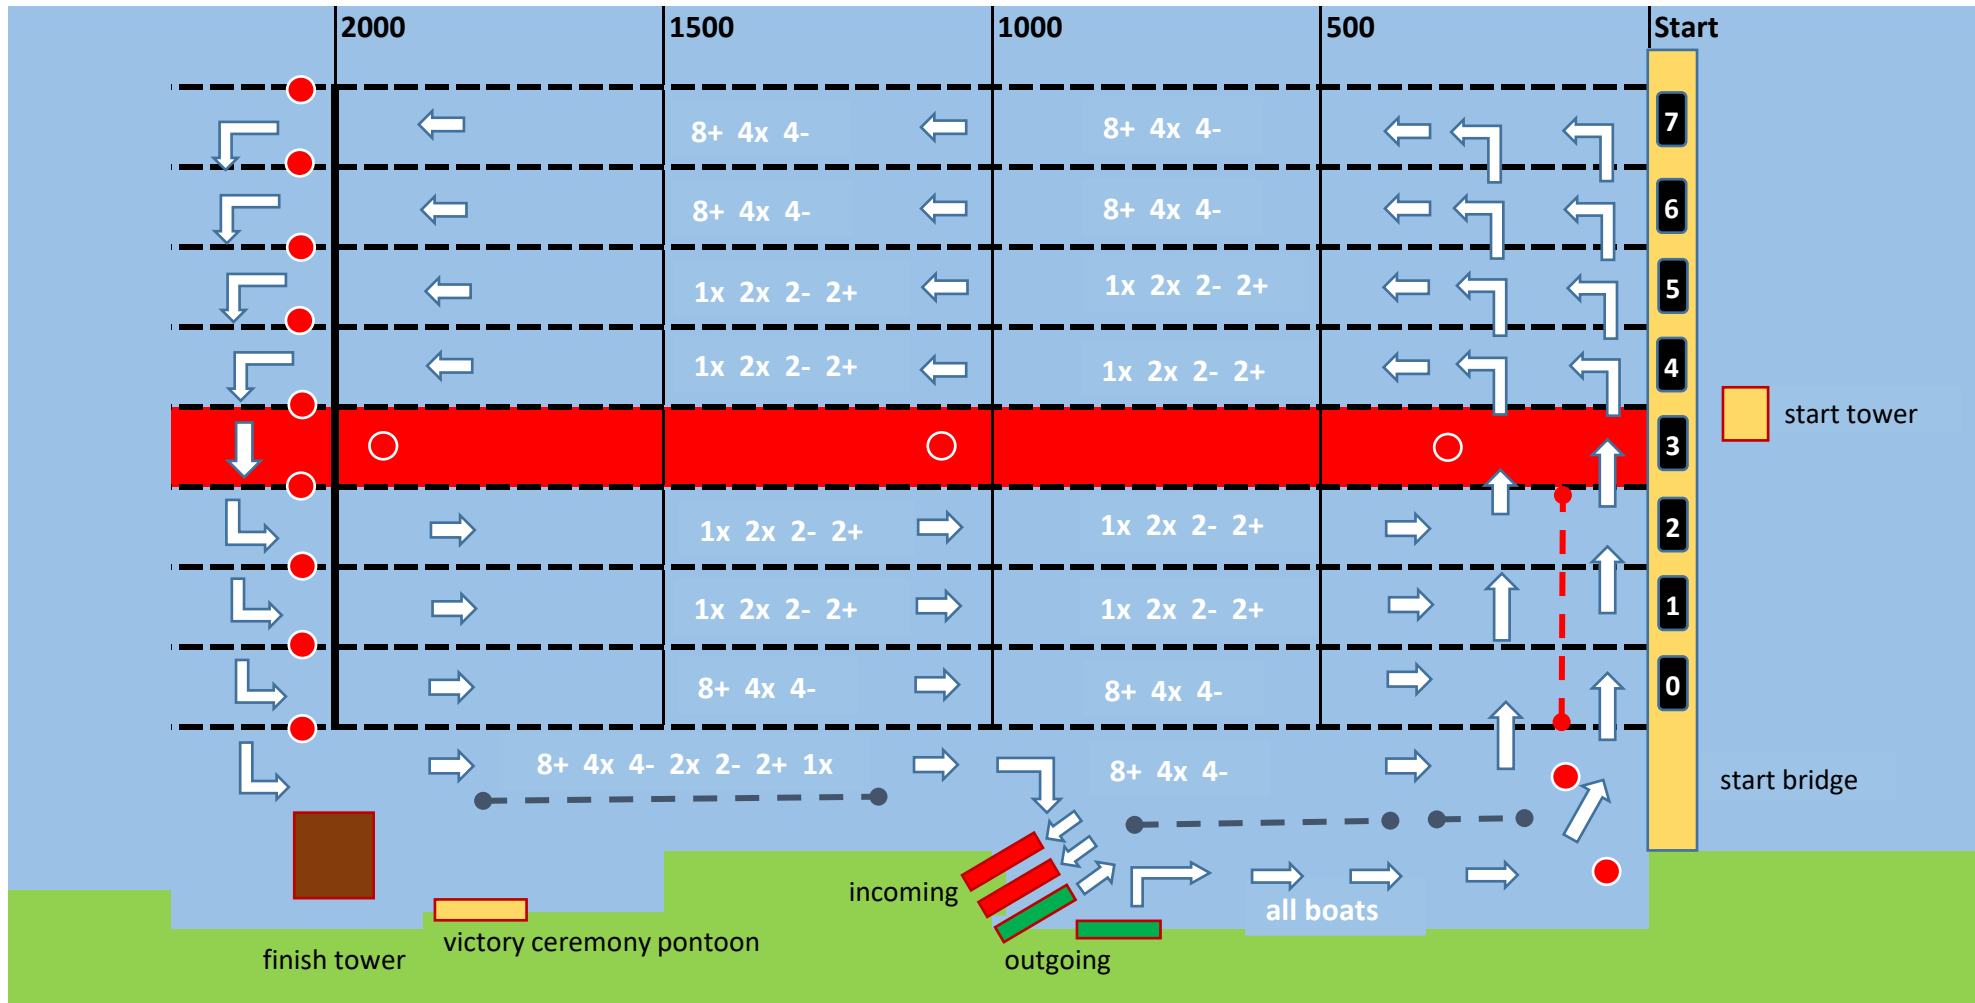 2000 1500 1000 500 Start
8+ 4x 4- 8+ 4x 4- 7
8+ 4x 4- 8+ 4x 4- 6
1x 2x 2- 2+ 1x 2x 2- 2+ 5
1x 2x 2- 2+ 1x 2x 2- 2+ 4
start tower
3
1x 2x 2- 2+ 1x 2x 2- 2+ 2
1x 2x 2- 2+ 1x 2x 2- 2+ 1
8+ 4x 4- 8+ 4x 4- 0
8+ 4x 4- 2x 2- 2+ 1x 8+ 4x 4-
start bridge
incoming
all boats
victory ceremony pontoon
finish tower
outgoing